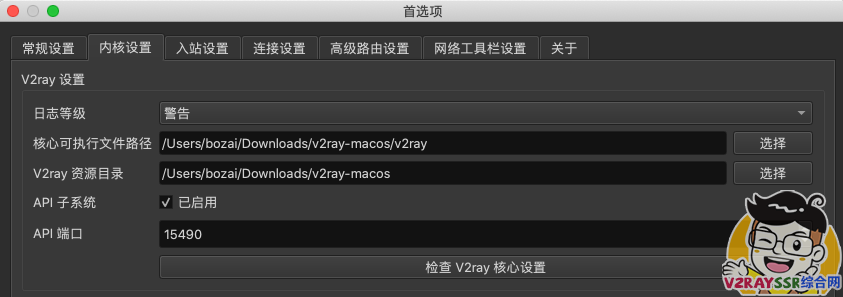 首选项
常规设置 内核设置 入站设置 连接设置 高级路由设置 网络工具栏设置 关于
V2ray 设置
日志等级 警告
核心可执行文件路径 /Users/bozai/Downloads/v2ray-macos/v2ray 选择
V2ray 资源目录 /Users/bozai/Downloads/v2ray-macos 选择
API 子系统 已启用
API 端口 15490
检查 V2ray 核心设置
V2RAYSSR综合网